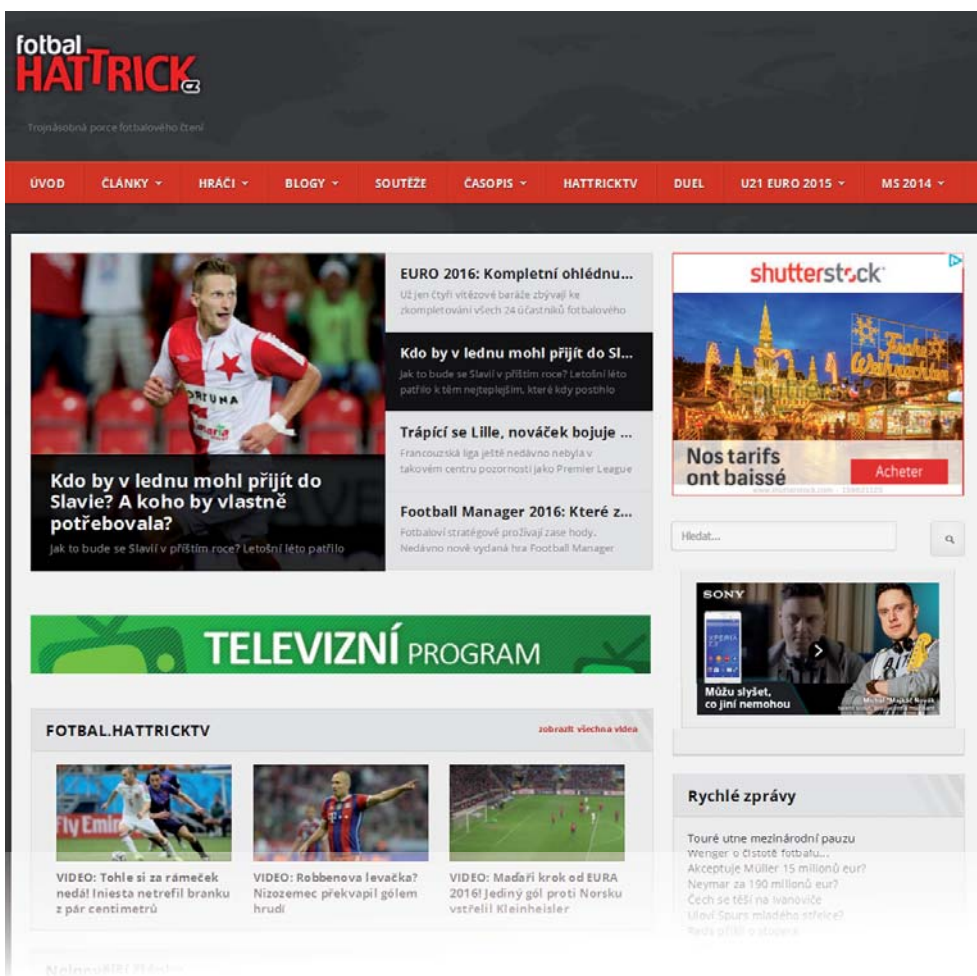 fotbal
HATTRICK
cz
Trojnásobná porce fotbalového čtení
ÚVOD ČLÁNKY HRÁČI BLOGY SOUTĚŽE ČASOPIS HATTRICKTV DUEL U21 EURO 2015 MS 2014
Kdo by v lednu mohl přijít do
Slavie? A koho by vlastně
potřebovala?
Jak to bude se Slavií v příštím roce? Letošní léto patřilo
EURO 2016: Kompletní ohlédnu...
Už jen čtyři vítězové baráže zbývají ke
zkompletování všech 24 účastníků fotbalového
Kdo by v lednu mohl přijít do Sl...
Jak to bude se Slavií v příštím roce? Letošní léto
patřilo k těm nejteplejším, které kdy postihlo
Trápící se Lille, nováček bojuje ...
Francouzská liga ještě nedávno nebyla v
takovém centru pozornosti jako Premier League
Football Manager 2016: Které z...
Fotbaloví stratégové prožívají zase hody.
Nedávno nově vydaná hra Football Manager
shutterstock
Frohe
Weihnachten
Nos tarifs
ont baissé
Acheter
Hledat...
SONY
XPERIA
Můžu slyšet,
co jiní nemohou
TELEVIZNÍ PROGRAM
FOTBAL.HATTRICKTV
zobrazit všechna videa
Fly Emir
VIDEO: Tohle si za rámeček
nedá! Iniesta netrefil branku
z pár centimetrů
VIDEO: Robbenova levačka?
Nizozemec překvapil gólem
hrudí
VIDEO: Maďaři krok od EURA
2016! Jediný gól proti Norsku
vstřelil Kleinheisler
Rychlé zprávy
Touré utne mezinárodní pauzu
Wenger o čistotě fotbalu...
Akceptuje Müller 15 milionů eur?
Neymar za 190 milionů eur?
Čech se těší na Ivanoviče
Uloví Spurs mladého střelce?